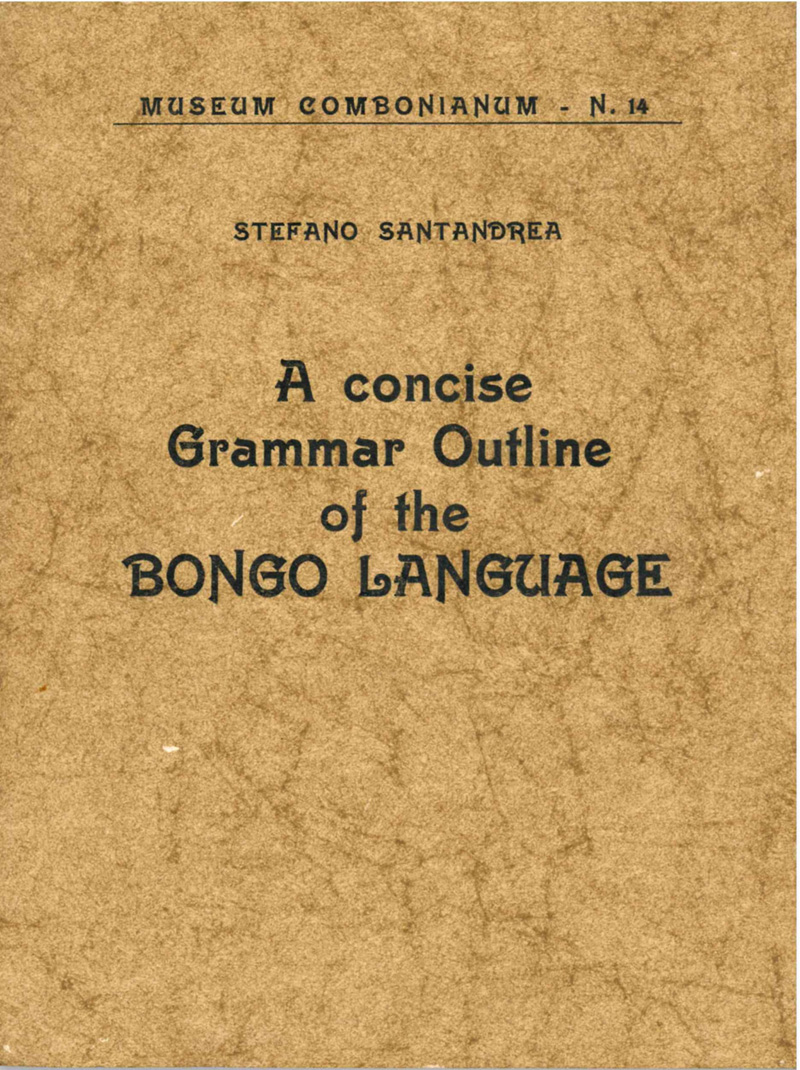 MUSEUM COMBONIANUM - N. 14
STEFANO SANTANDREA
A concise
Grammar Outline
of the
BONGO LANGUAGE